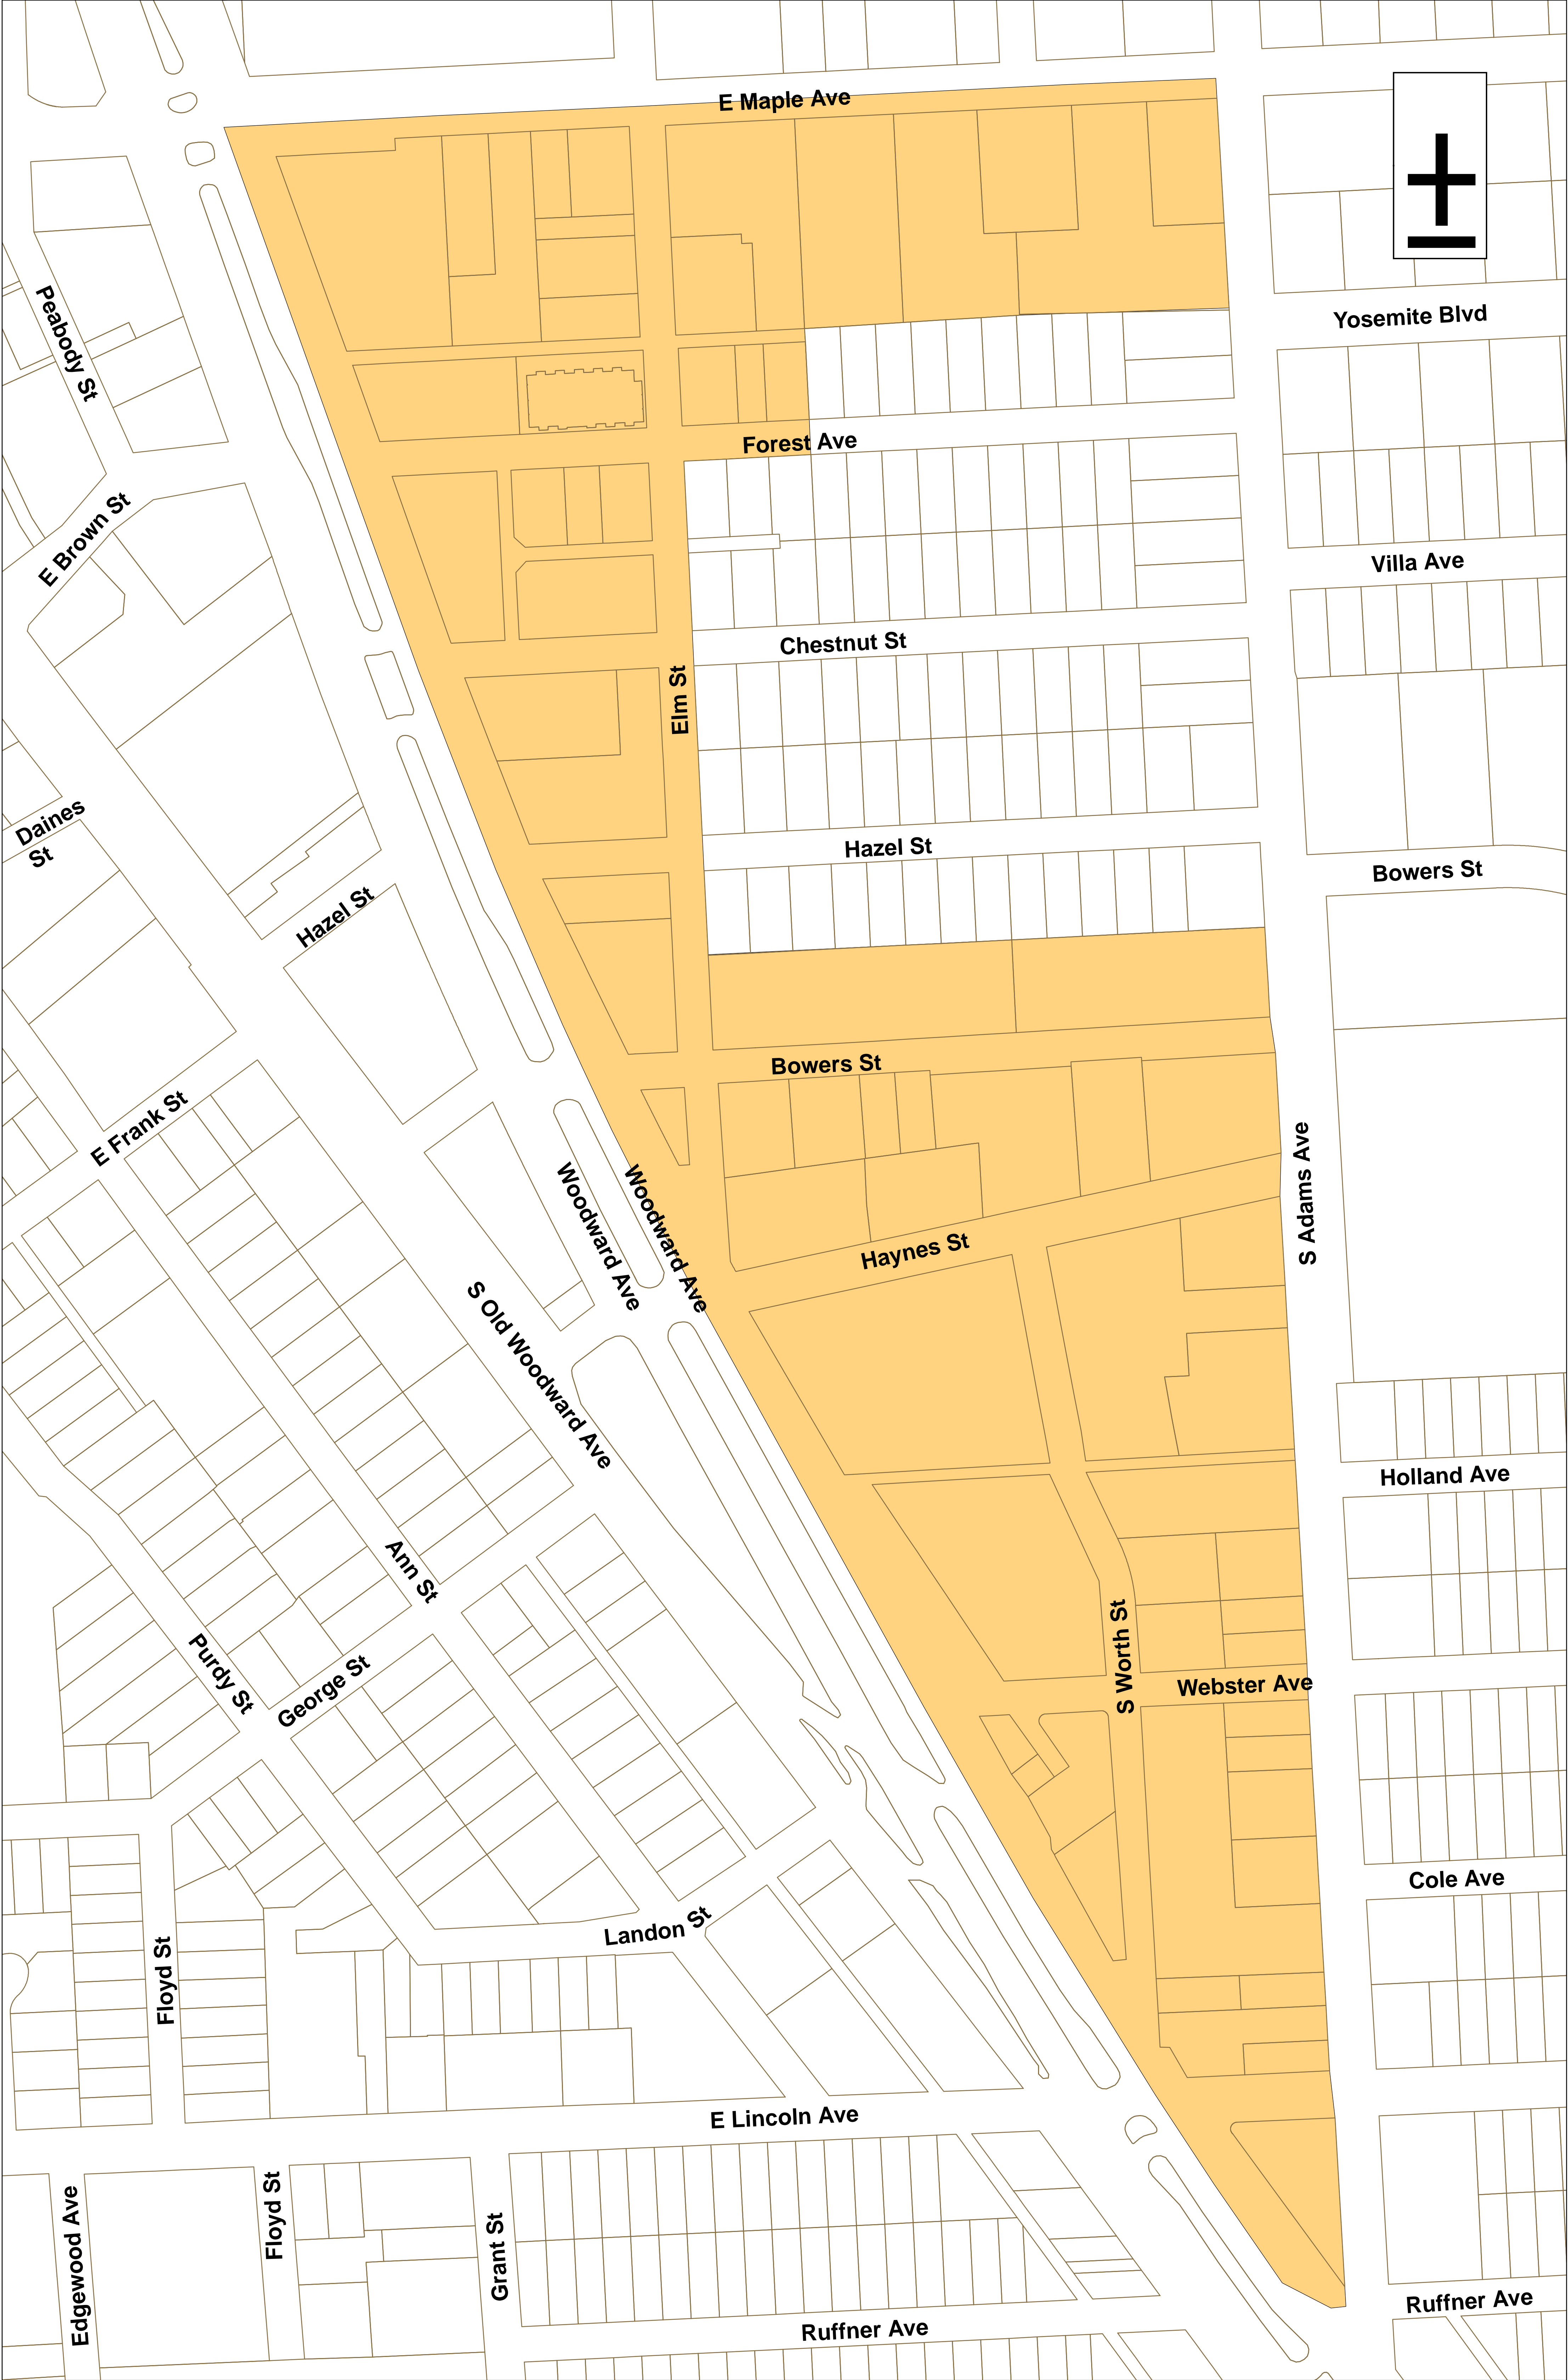 E Maple Ave
Yosemite Blvd
Peabody St
Forest Ave
E Brown St
Villa Ave
Chestnut St
Elm St
Daines
St
Hazel St
Bowers St
Hazel St
Bowers St
E Frank St
S Adams Ave
Woodward Ave
Woodward Ave
Haynes St
S Old Woodward Ave
Holland Ave
Ann St
S Worth St
Purdy St
George St
Webster Ave
Cole Ave
Landon St
Floyd St
E Lincoln Ave
Floyd St
Edgewood Ave
Grant St
Ruffner Ave
Ruffner Ave